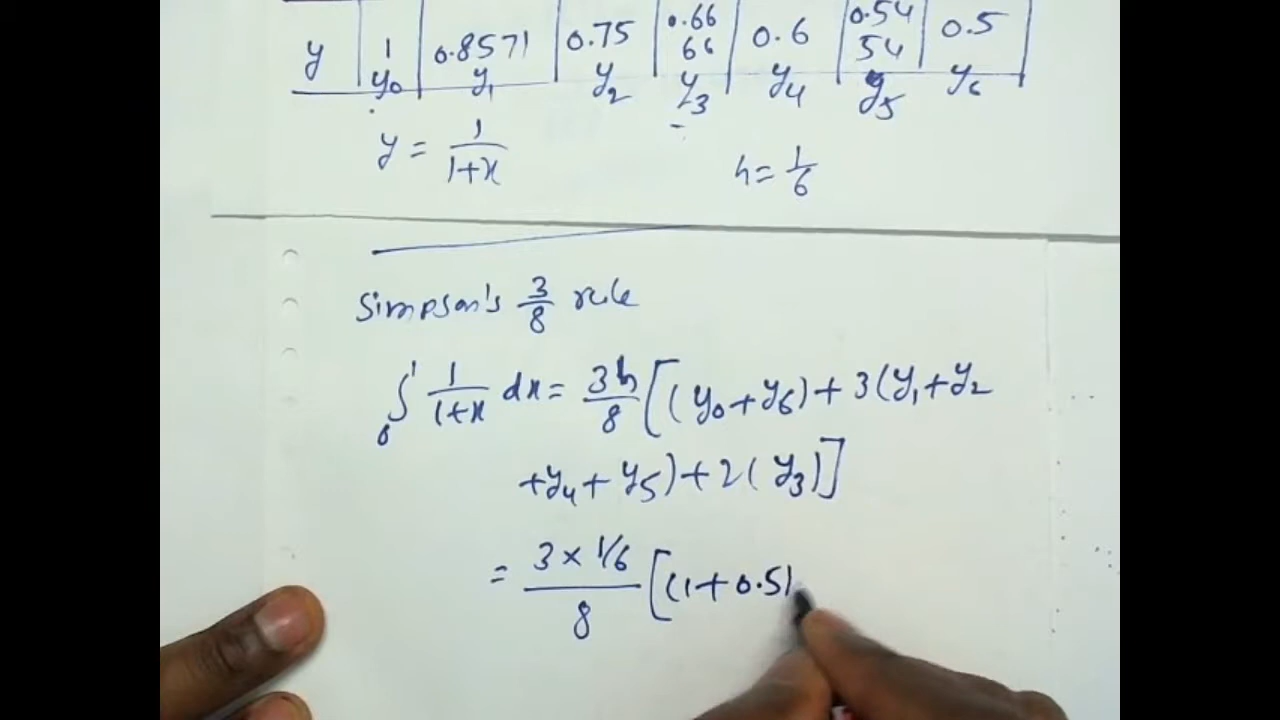 y 1 0.8571 0.75 0.66 0.6 0.54 0.5
66 54
y₀ y₁ y₂ y₃ y₄ y₅ y₆
y = 1/(1+x) h = 1/6
Simpson's 3/8 rule
∫₀¹ 1/(1+x) dx = 3h/8 [(y₀+y₆) + 3(y₁+y₂
+y₄+y₅) + 2(y₃)]
= (3 × 1/6)/8 [(1+0.5)